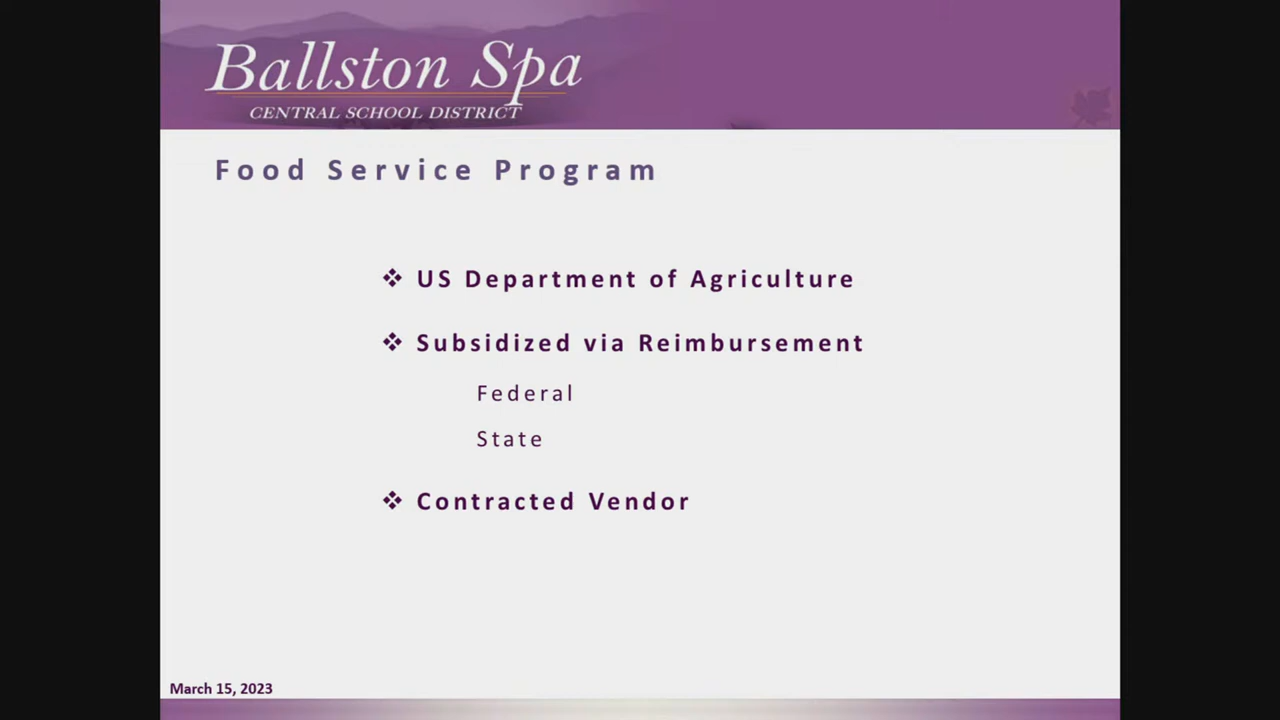 Ballston Spa
CENTRAL SCHOOL DISTRICT
Food Service Program
❖ US Department of Agriculture
❖ Subsidized via Reimbursement
Federal
State
❖ Contracted Vendor
March 15, 2023